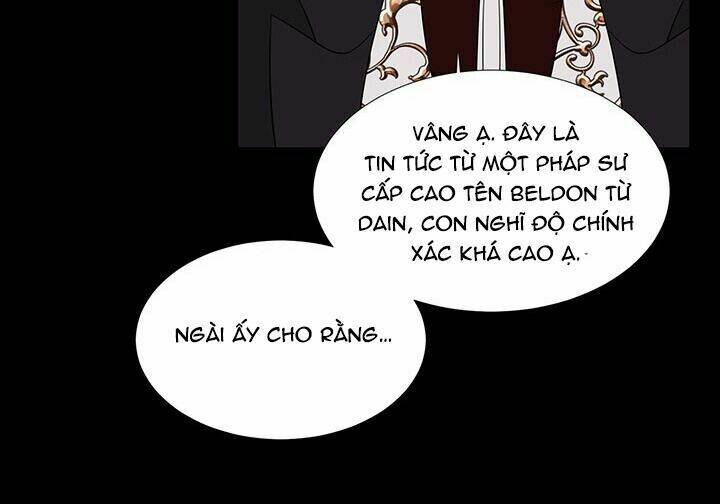 VÂNG Ạ. ĐÂY LÀ
TIN TỨC TỪ MỘT PHÁP SƯ
CẤP CAO TÊN BELDON TỪ
DAIN, CON NGHĨ ĐỘ CHÍNH
XÁC KHÁ CAO Ạ.
NGÀI ẤY CHO RẰNG...